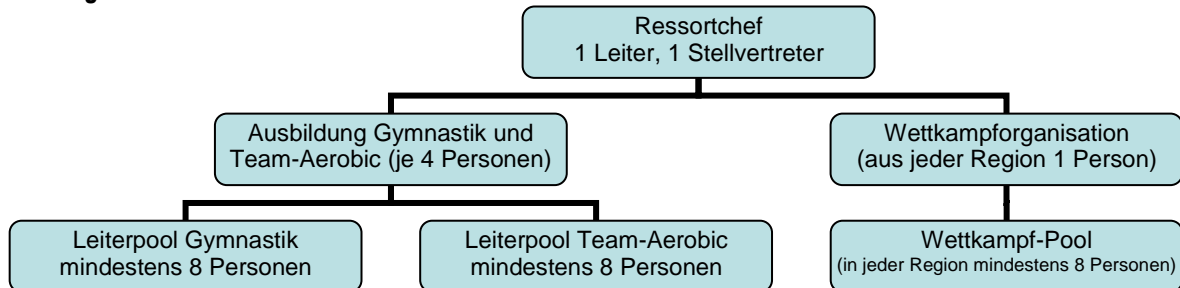 Ressortchef
1 Leiter, 1 Stellvertreter
Ausbildung Gymnastik und
Team-Aerobic (je 4 Personen)
Wettkampforganisation
(aus jeder Region 1 Person)
Leiterpool Gymnastik
mindestens 8 Personen
Leiterpool Team-Aerobic
mindestens 8 Personen
Wettkampf-Pool
(in jeder Region mindestens 8 Personen)